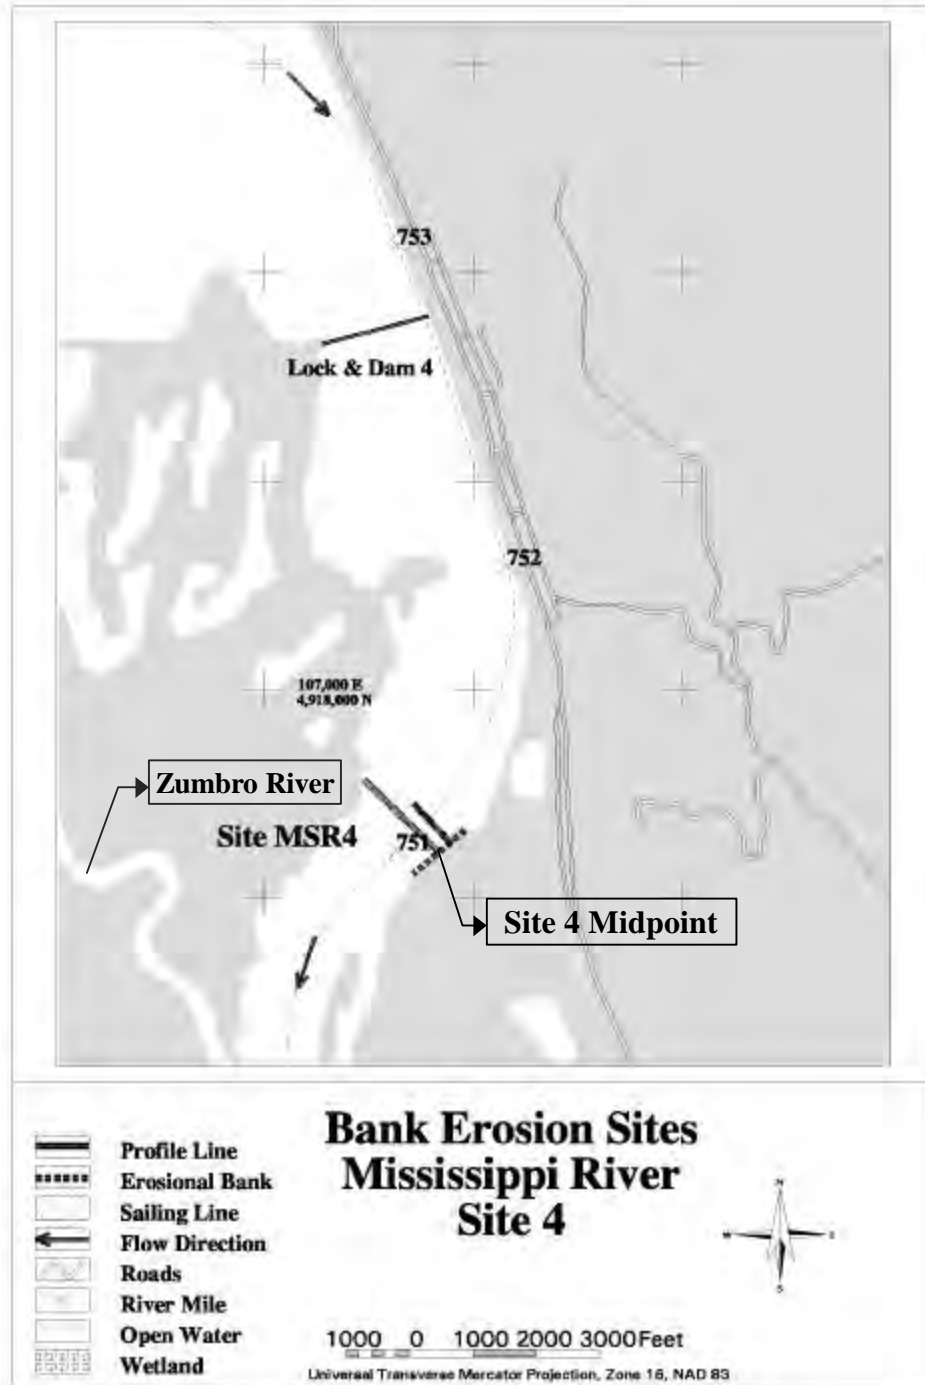 753
Lock & Dam 4
752
107,000 E
4,918,000 N
Zumbro River
Site MSR4
751
Site 4 Midpoint
Bank Erosion Sites
Mississippi River
Site 4
Profile Line
Erosional Bank
Sailing Line
Flow Direction
Roads
River Mile
Open Water
Wetland
N
W
E
S
1000 0 1000 2000 3000 Feet
Universal Transverse Mercator Projection, Zone 16, NAD 83